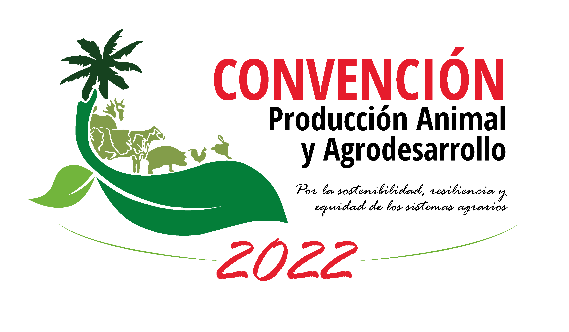 CONVENCIÓN
Producción Animal
y Agrodesarrollo
Por la sostenibilidad, resiliencia y
equidad de los sistemas agrarios
2022